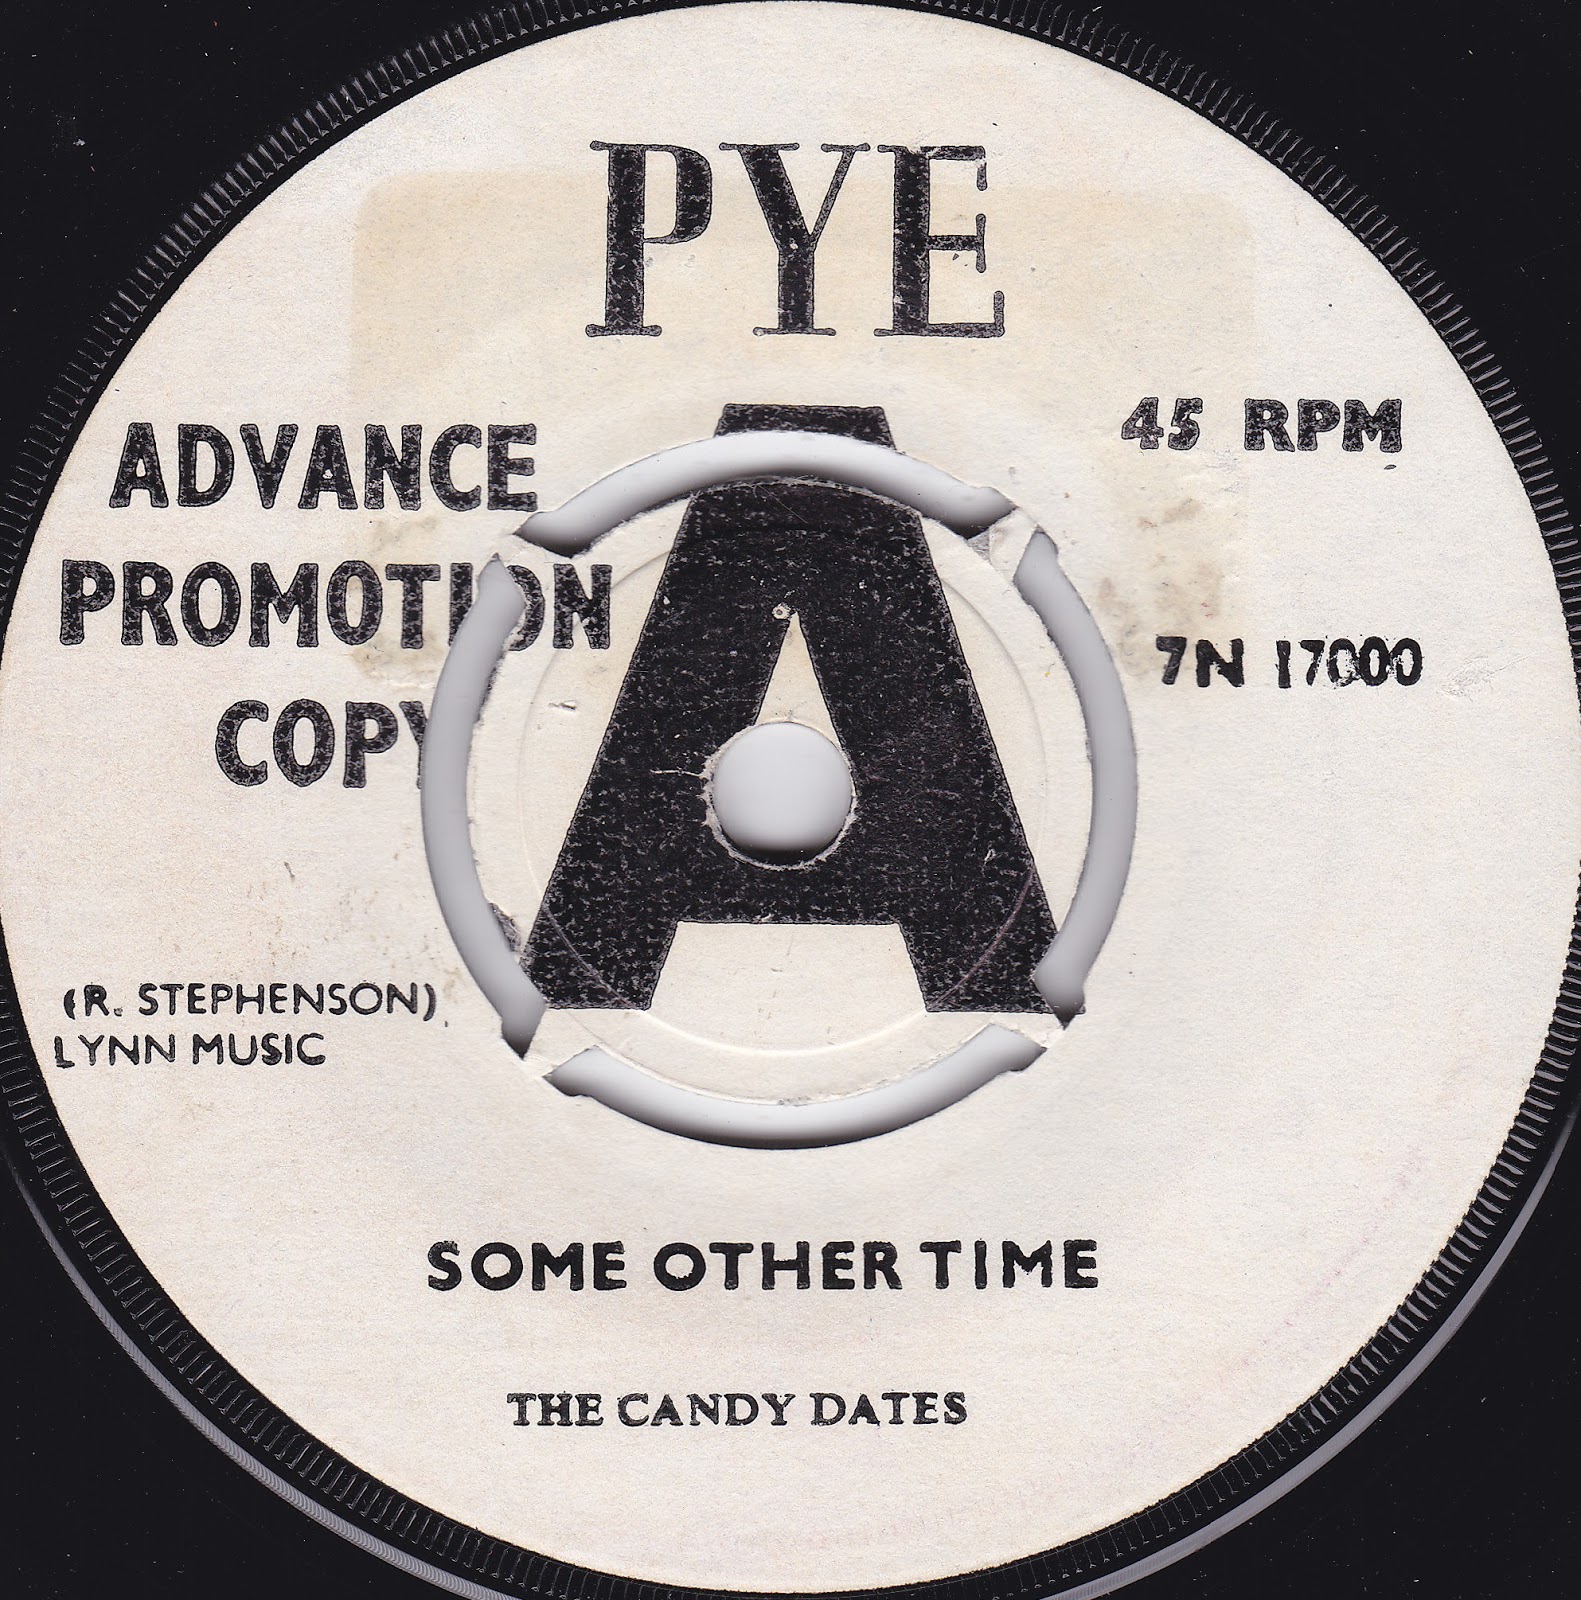 PYE
ADVANCE
PROMOTION
COPY
A
45 RPM
7N 17000
(R. STEPHENSON)
LYNN MUSIC
SOME OTHER TIME
THE CANDY DATES